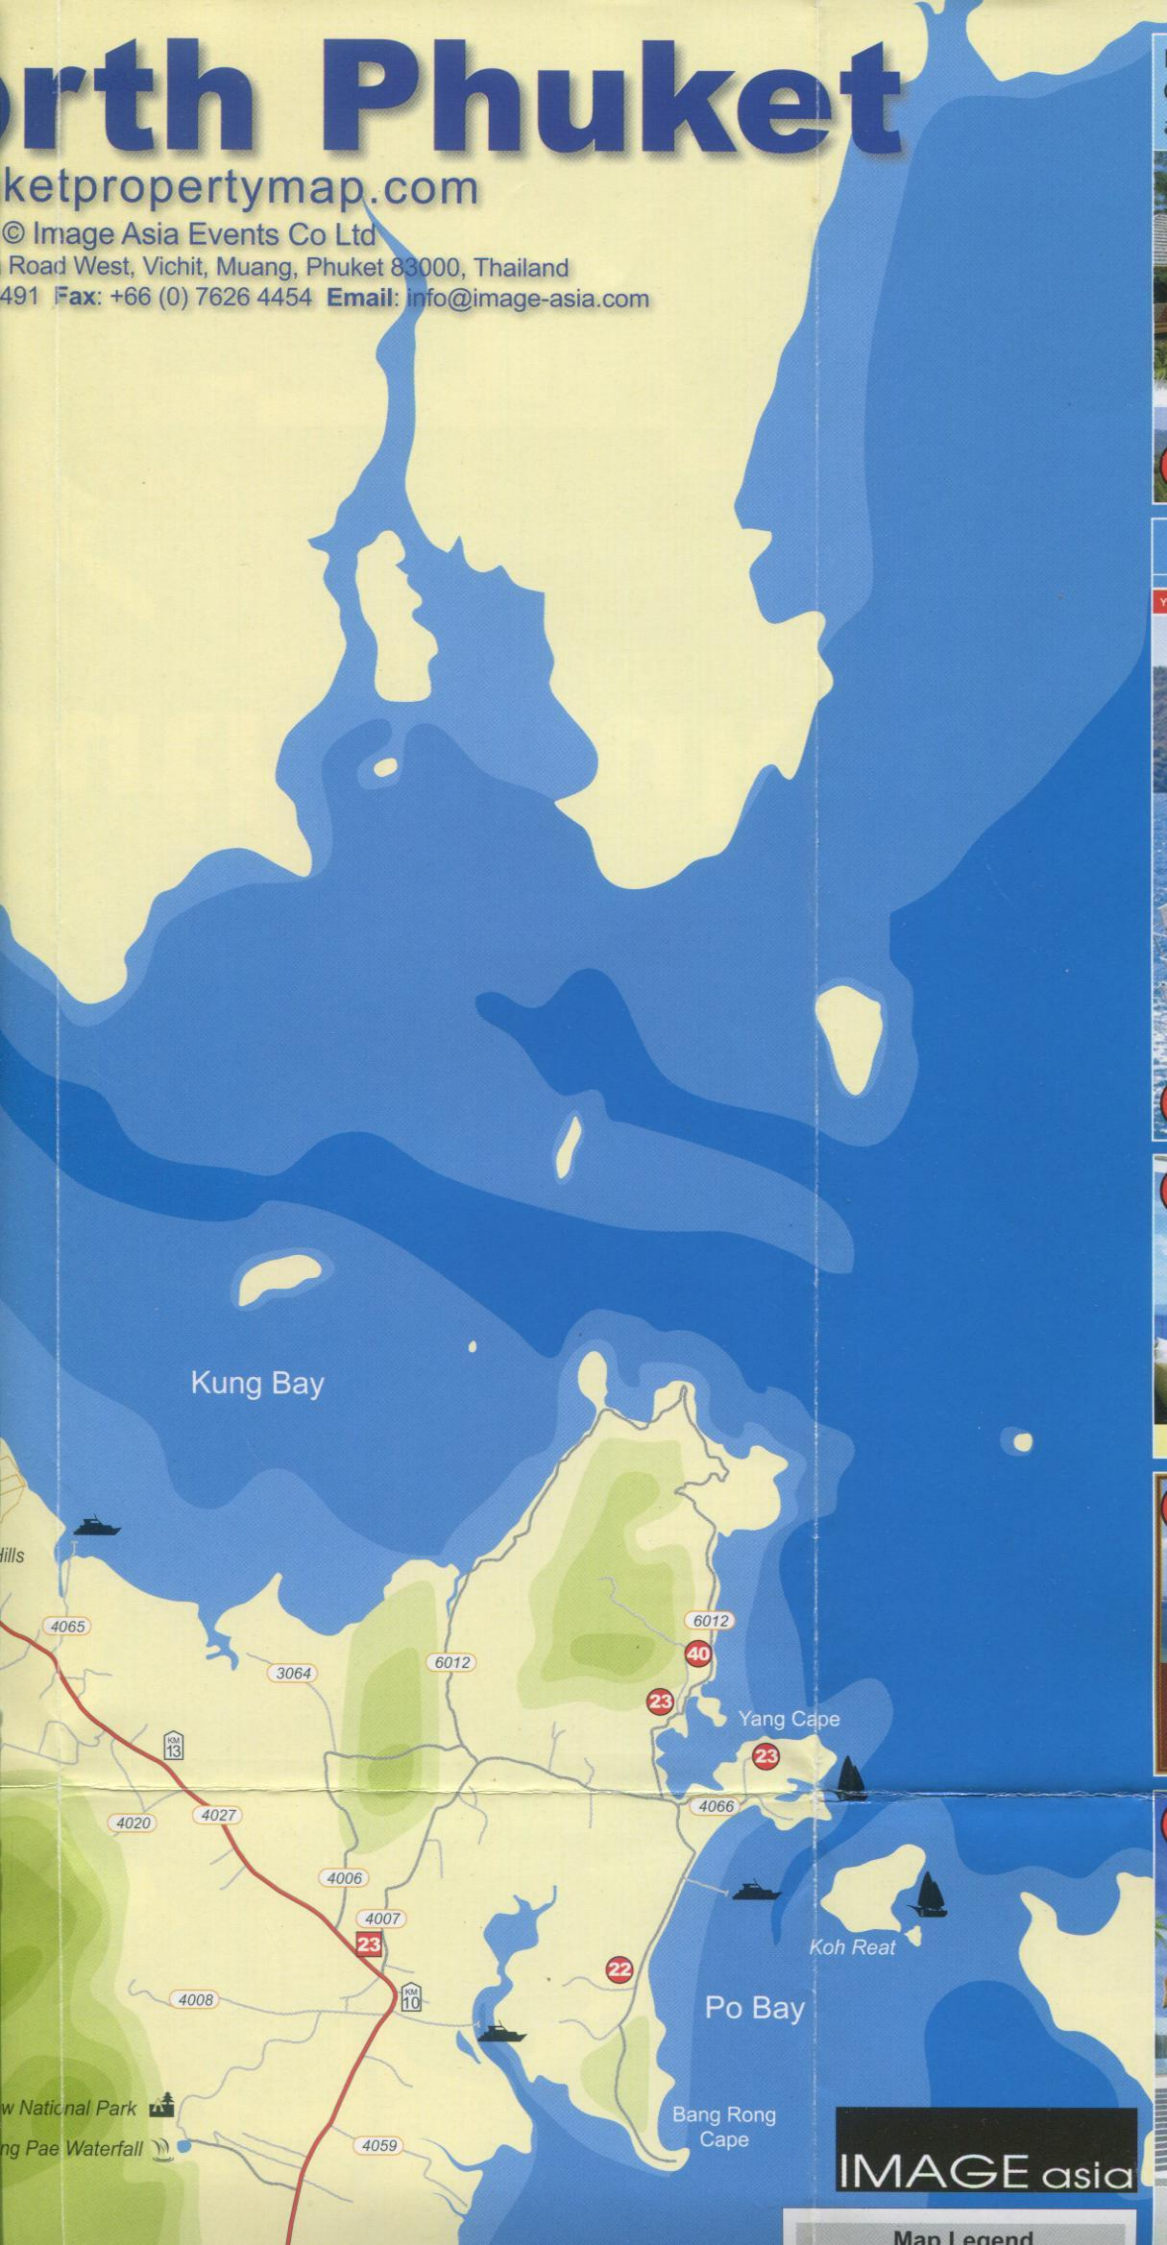 orth Phuket
ketpropertymap.com
© Image Asia Events Co Ltd
Road West, Vichit, Muang, Phuket 83000, Thailand
491 Fax: +66 (0) 7626 4454 Email: info@image-asia.com
Kung Bay
Hills
4065
6012
40
6012
3064
23
Yang Cape
KM
13
23
4066
4020
4027
4006
4007
23
Koh Reat
22
KM
10
4008
Po Bay
w National Park
ng Pae Waterfall
Bang Rong
Cape
4059
IMAGE asia
Map Legend